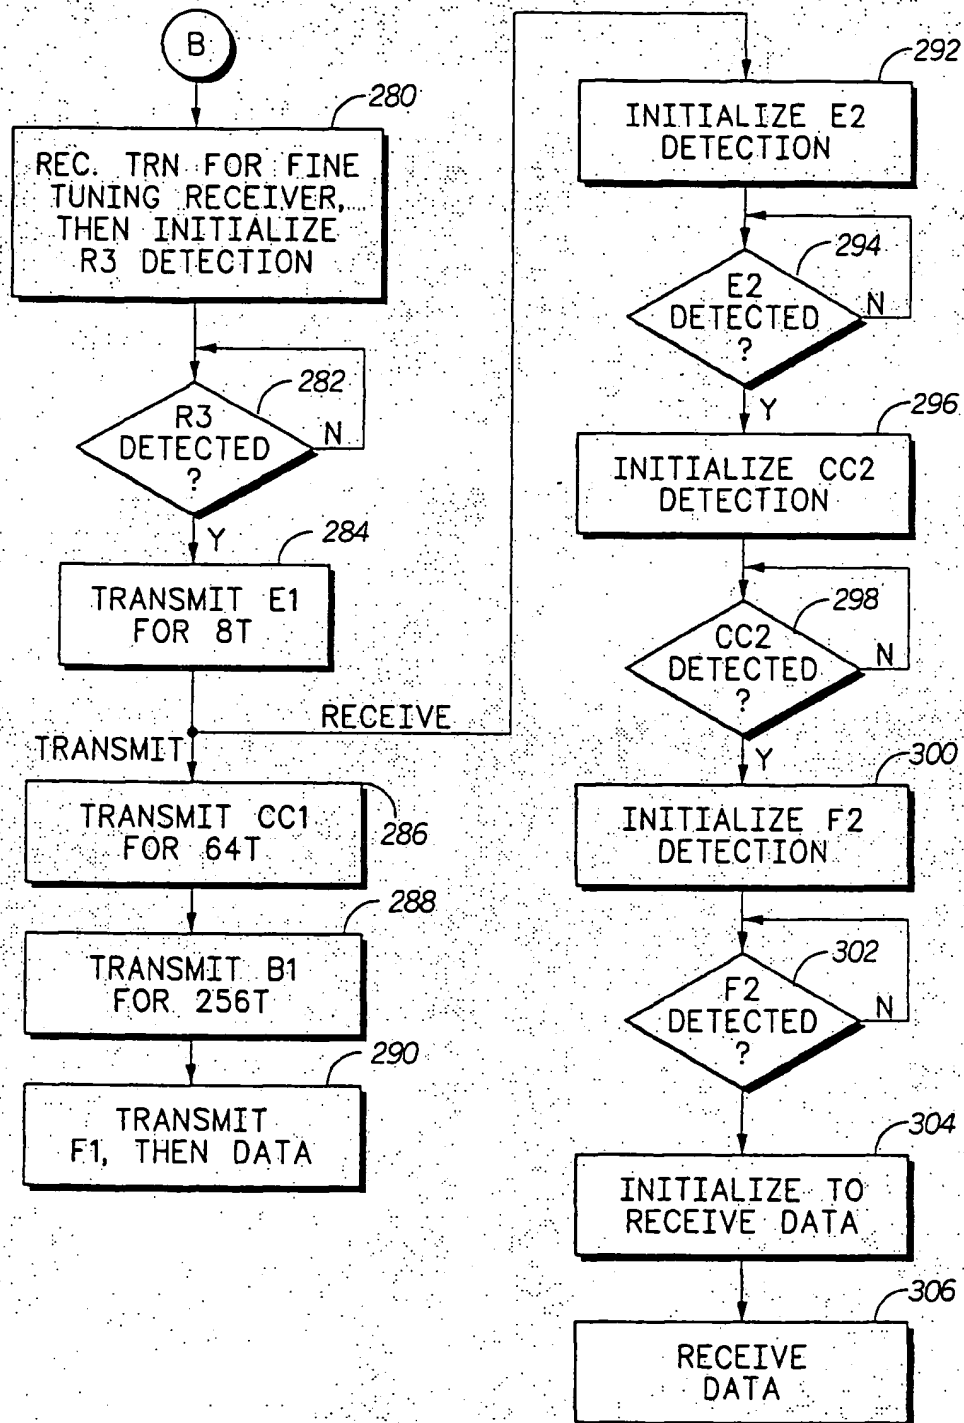 B
280
REC. TRN FOR FINE
TUNING RECEIVER,
THEN INITIALIZE
R3 DETECTION
282
R3
DETECTED
?
N
Y
284
TRANSMIT E1
FOR 8T
RECEIVE
TRANSMIT
TRANSMIT CC1
FOR 64T
286
288
TRANSMIT B1
FOR 256T
290
TRANSMIT
F1, THEN DATA
292
INITIALIZE E2
DETECTION
294
E2
DETECTED
?
N
Y
296
INITIALIZE CC2
DETECTION
298
CC2
DETECTED
?
N
Y
300
INITIALIZE F2
DETECTION
302
F2
DETECTED
?
N
304
INITIALIZE TO
RECEIVE DATA
306
RECEIVE
DATA